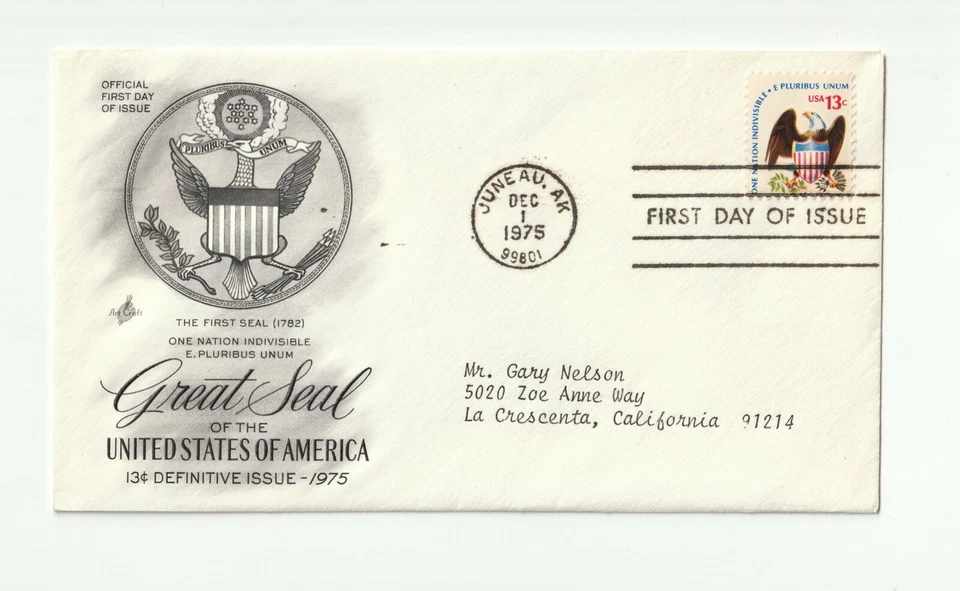 OFFICIAL
FIRST DAY
OF ISSUE
E PLURIBUS UNUM
Art Craft
THE FIRST SEAL (1782)
ONE NATION INDIVISIBLE
E. PLURIBUS UNUM
Great Seal
OF THE
UNITED STATES OF AMERICA
13¢ DEFINITIVE ISSUE - 1975
JUNEAU, AK
DEC
1
1975
99801
ONE NATION INDIVISIBLE • E PLURIBUS UNUM
USA 13c
FIRST DAY OF ISSUE
Mr. Gary Nelson
5020 Zoe Anne Way
La Crescenta, California 91214